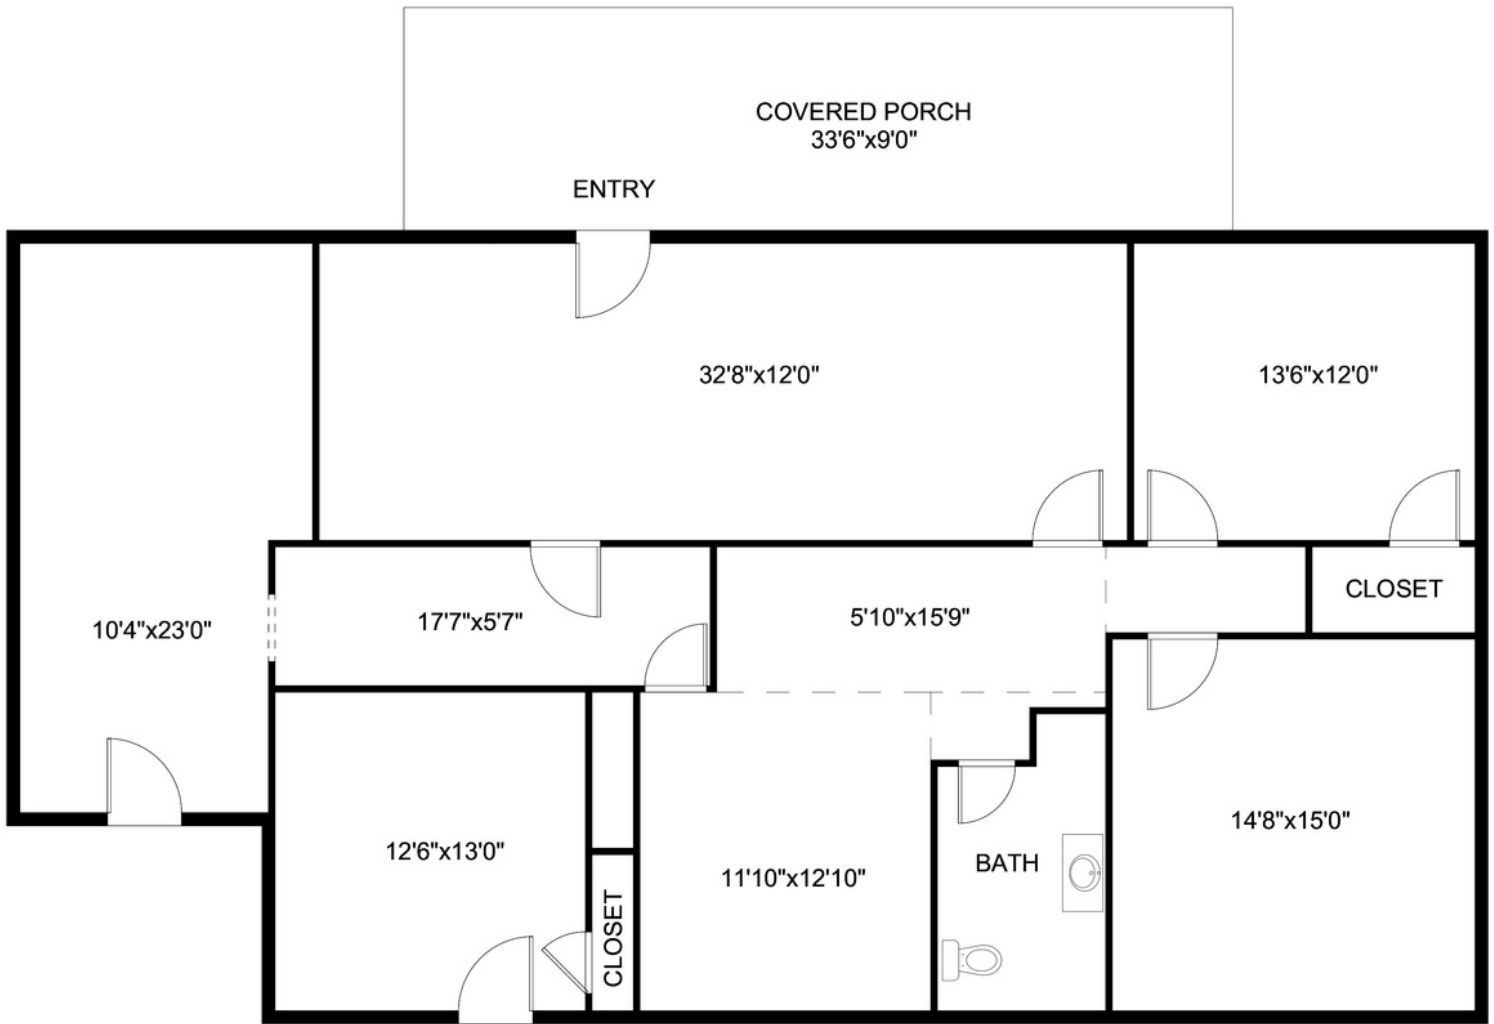 COVERED PORCH
33'6"x9'0"
ENTRY
32'8"x12'0"
13'6"x12'0"
10'4"x23'0"
17'7"x5'7"
5'10"x15'9"
CLOSET
12'6"x13'0"
CLOSET
11'10"x12'10"
BATH
14'8"x15'0"